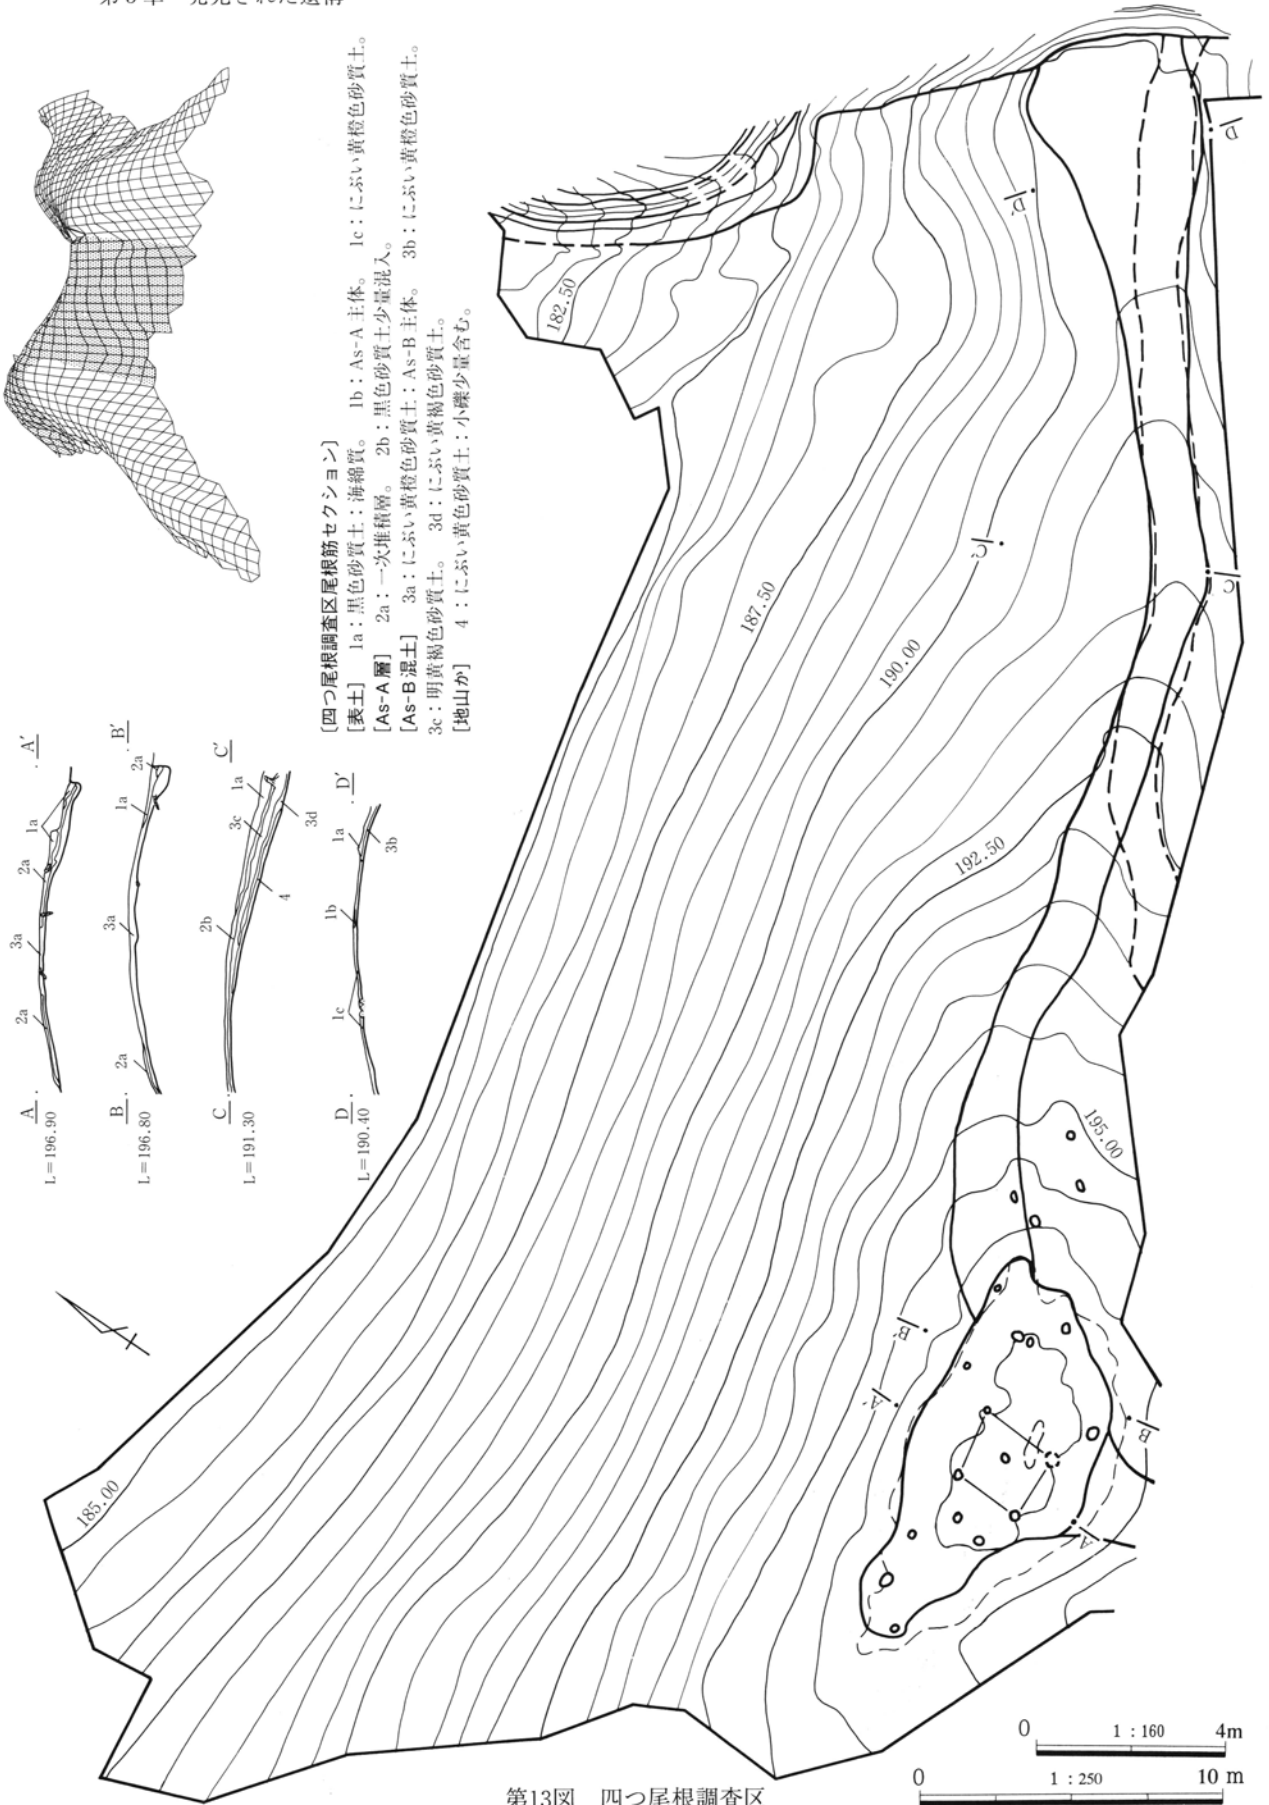 〔四つ尾根調査区尾根筋セクション〕
[表土] 1a：黒色砂質土：海綿質。 1b：As-A 主体。 1c：にぶい黄橙色砂質土。
[As-A 層] 2a：一次堆積層。 2b：黒色砂質土少量混入。
[As-B 混土] 3a：にぶい黄橙色砂質土：As-B 主体。 3b：にぶい黄橙色砂質土。
3c：明黄褐色砂質土。 3d：にぶい黄褐色砂質土。
[地山か] 4：にぶい黄色砂質土：小礫少量含む。
A
L=196.90
A′
2a
3a
2a
1a
B
L=196.80
B′
2a
3a
1a
2a
C
L=191.30
C′
2b
3c
1a
4
3d
D
L=190.40
D′
1c
1b
1a
3b
182.50
187.50
190.00
192.50
195.00
185.00
D
D′
C′
C
B′
A′
B
A
0 1：160 4m
0 1：250 10 m
第13図 四つ尾根調査区